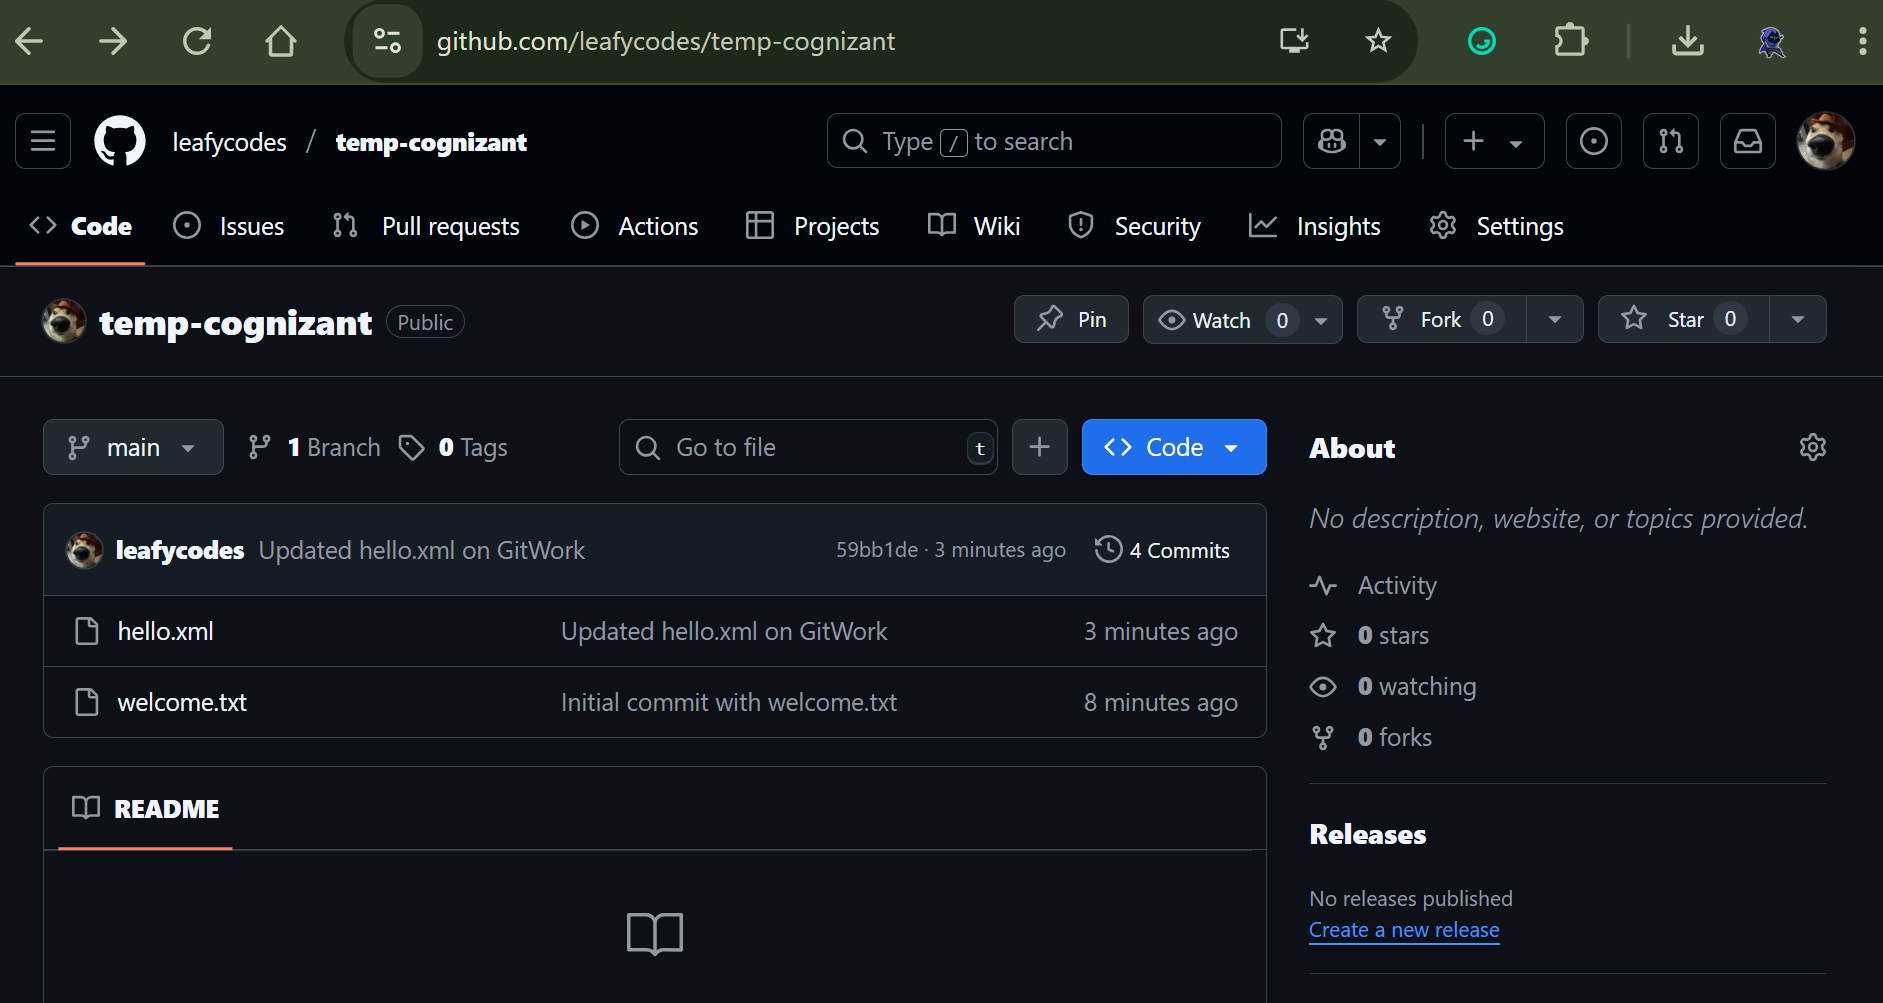 github.com/leafycodes/temp-cognizant
leafycodes / temp-cognizant
Type / to search
Code Issues Pull requests Actions Projects Wiki Security Insights Settings
temp-cognizant Public
Pin Watch 0 Fork 0 Star 0
main 1 Branch 0 Tags Go to file t Code
leafycodes Updated hello.xml on GitWork 59bb1de · 3 minutes ago 4 Commits
hello.xml Updated hello.xml on GitWork 3 minutes ago
welcome.txt Initial commit with welcome.txt 8 minutes ago
README
About
No description, website, or topics provided.
Activity
0 stars
0 watching
0 forks
Releases
No releases published
Create a new release